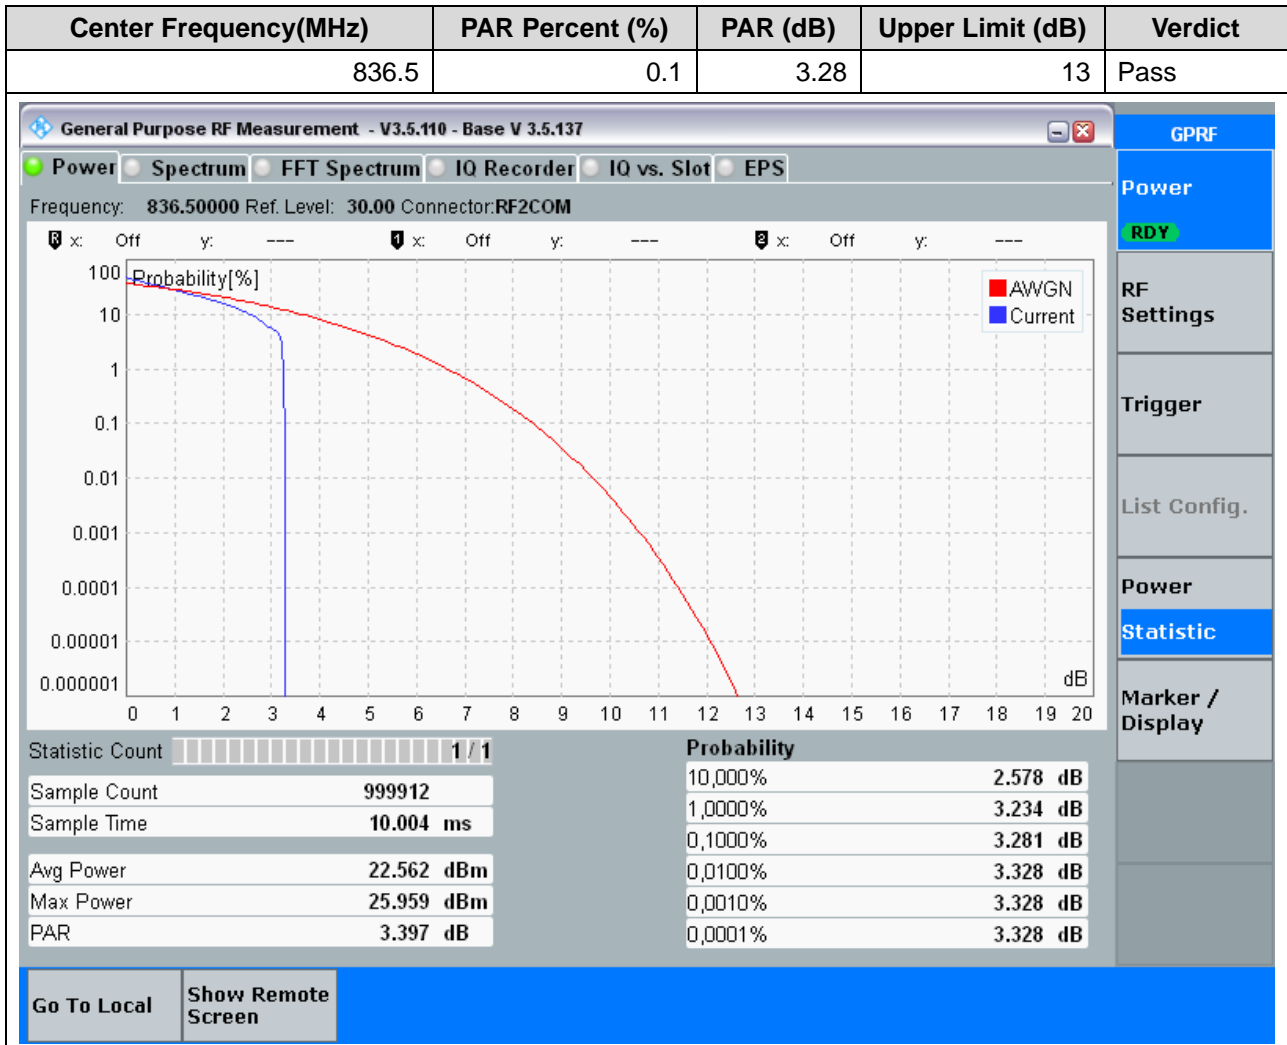 Center Frequency(MHz) PAR Percent (%) PAR (dB) Upper Limit (dB) Verdict
836.5 0.1 3.28 13 Pass
General Purpose RF Measurement - V3.5.110 - Base V 3.5.137
GPRF
Power Spectrum FFT Spectrum IQ Recorder IQ vs. Slot EPS
Power
RDY
Frequency: 836.50000 Ref. Level: 30.00 Connector:RF2COM
R x: Off y: --- 1 x: Off y: --- 2 x: Off y: ---
Probability[%]
AWGN
Current
100
10
1
0.1
0.01
0.001
0.0001
0.00001
0.000001
dB
0 1 2 3 4 5 6 7 8 9 10 11 12 13 14 15 16 17 18 19 20
RF
Settings
Trigger
List Config.
Power
Statistic
Marker /
Display
Statistic Count 1 / 1
Sample Count 999912
Sample Time 10.004 ms
Avg Power 22.562 dBm
Max Power 25.959 dBm
PAR 3.397 dB
Probability
10,000% 2.578 dB
1,0000% 3.234 dB
0,1000% 3.281 dB
0,0100% 3.328 dB
0,0010% 3.328 dB
0,0001% 3.328 dB
Go To Local
Show Remote
Screen